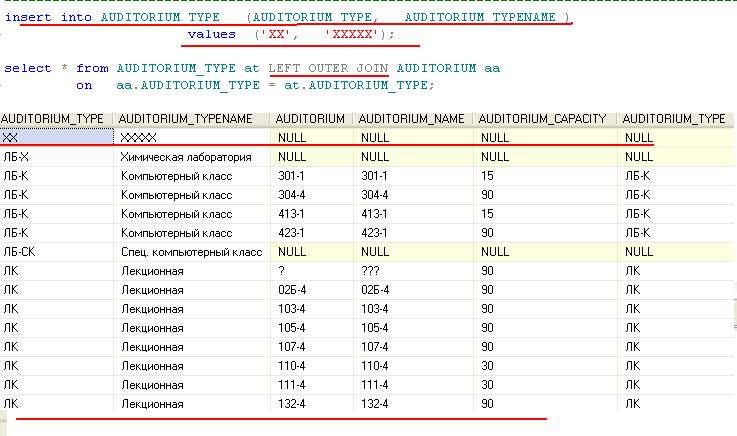 insert into AUDITORIUM_TYPE (AUDITORIUM_TYPE, AUDITORIUM_TYPENAME )
values ('XX', 'XXXXX');
select * from AUDITORIUM_TYPE at LEFT OUTER JOIN AUDITORIUM aa
on aa.AUDITORIUM_TYPE = at.AUDITORIUM_TYPE;
AUDITORIUM_TYPE AUDITORIUM_TYPENAME AUDITORIUM AUDITORIUM_NAME AUDITORIUM_CAPACITY AUDITORIUM_TYPE
XX XXXXX NULL NULL NULL NULL
ЛБ-Х Химическая лаборатория NULL NULL NULL NULL
ЛБ-К Компьютерный класс 301-1 301-1 15 ЛБ-К
ЛБ-К Компьютерный класс 304-4 304-4 90 ЛБ-К
ЛБ-К Компьютерный класс 413-1 413-1 15 ЛБ-К
ЛБ-К Компьютерный класс 423-1 423-1 90 ЛБ-К
ЛБ-СК Спец. компьютерный класс NULL NULL NULL NULL
ЛК Лекционная ? ??? 90 ЛК
ЛК Лекционная 02Б-4 02Б-4 90 ЛК
ЛК Лекционная 103-4 103-4 90 ЛК
ЛК Лекционная 105-4 105-4 90 ЛК
ЛК Лекционная 107-4 107-4 90 ЛК
ЛК Лекционная 110-4 110-4 30 ЛК
ЛК Лекционная 111-4 111-4 30 ЛК
ЛК Лекционная 132-4 132-4 90 ЛК